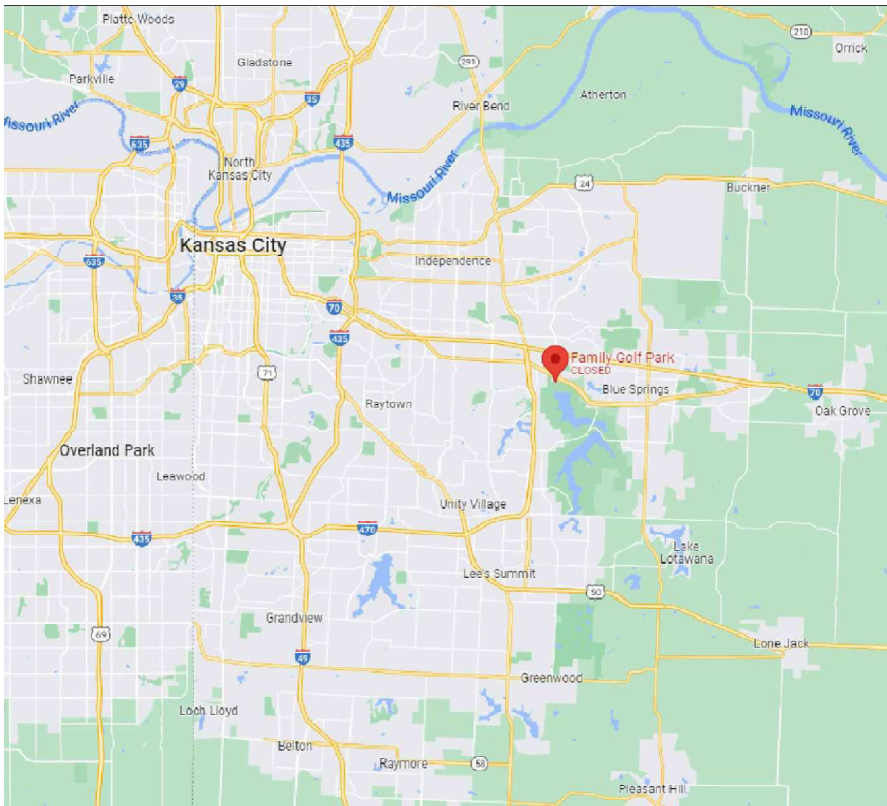 Platte Woods
210
Orrick
Gladstone
291
Parkville
29
35
River Bend
Atherton
Missouri River
Missouri River
635
435
North
Kansas City
Missouri River
24
Buckner
Kansas City
635
Independence
35
70
435
Family Golf Park
CLOSED
Shawnee
71
Blue Springs
70
Raytown
Oak Grove
Overland Park
Leawood
Lenexa
Unity Village
435
470
Lake
Lotawana
Lee's Summit
50
Grandview
69
Lone Jack
49
Greenwood
Loch Lloyd
Belton
Raymore
58
Pleasant Hill